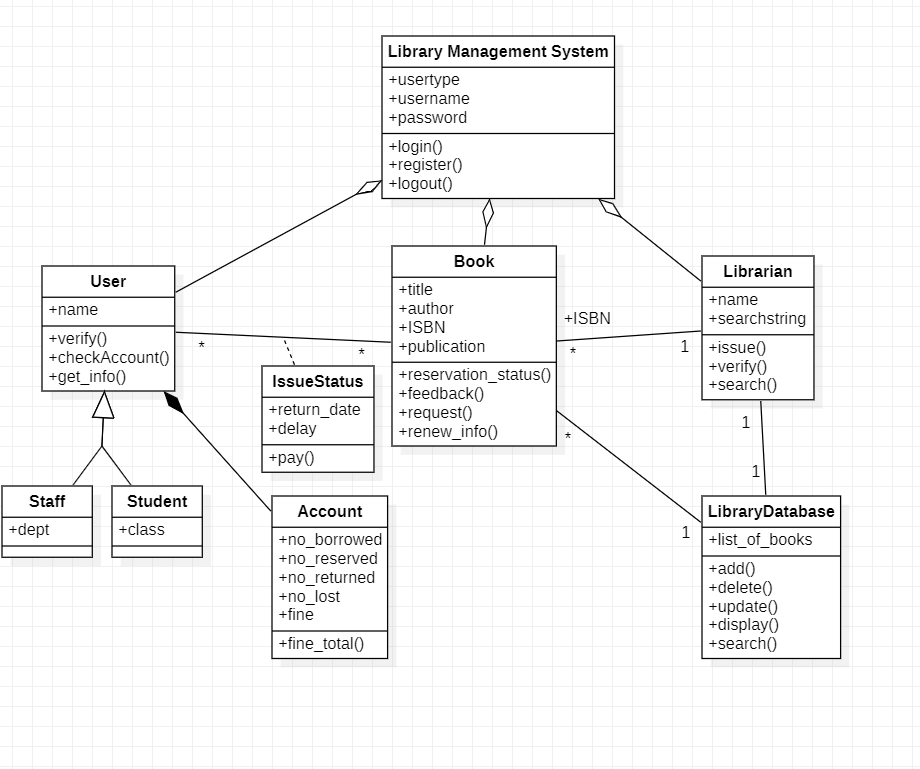 Library Management System
+usertype
+username
+password
+login()
+register()
+logout()
User
+name
+verify()
+checkAccount()
+get_info()
*
*
IssueStatus
+return_date
+delay
+pay()
Book
+title
+author
+ISBN
+publication
+reservation_status()
+feedback()
+request()
+renew_info()
+ISBN
*
1
Librarian
+name
+searchstring
+issue()
+verify()
+search()
1
1
*
1
Staff
+dept
Student
+class
Account
+no_borrowed
+no_reserved
+no_returned
+no_lost
+fine
+fine_total()
LibraryDatabase
+list_of_books
+add()
+delete()
+update()
+display()
+search()